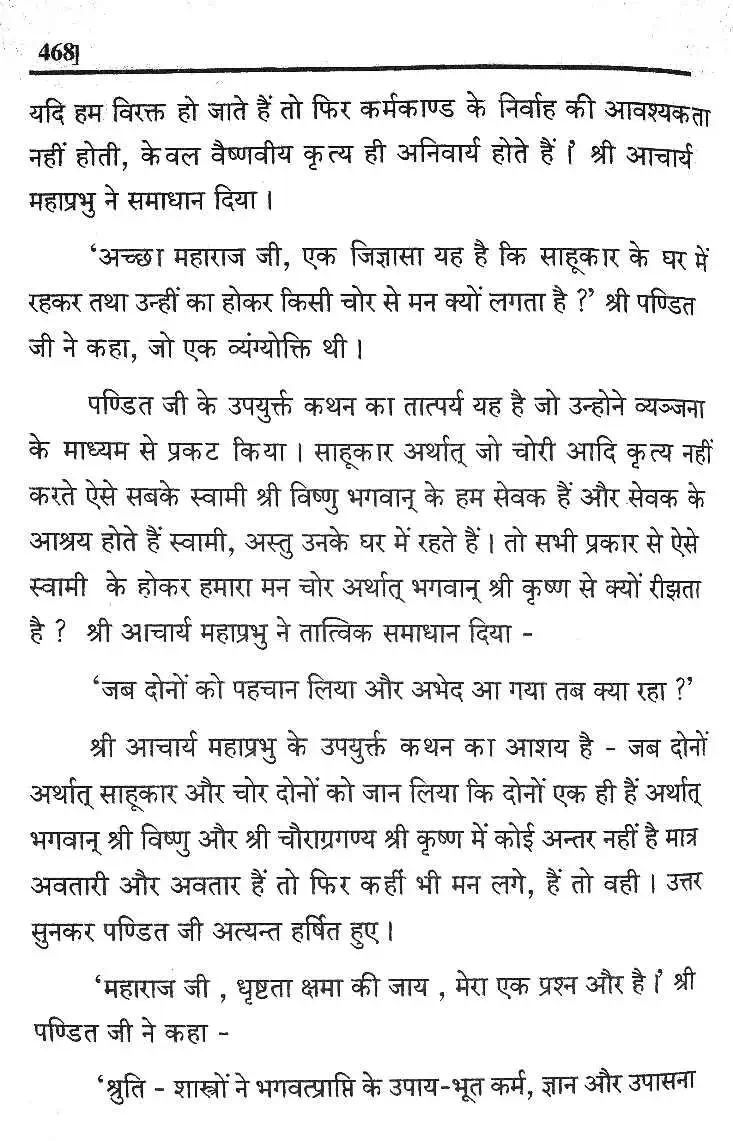 468]
यदि हम विरक्त हो जाते हैं तो फिर कर्मकाण्ड के निर्वाह की आवश्यकता
नहीं होती, केवल वैष्णवीय कृत्य ही अनिवार्य होते हैं ।' श्री आचार्य
महाप्रभु ने समाधान दिया ।
'अच्छा महाराज जी, एक जिज्ञासा यह है कि साहूकार के घर में
रहकर तथा उन्हीं का होकर किसी चोर से मन क्यों लगता है ?' श्री पण्डित
जी ने कहा, जो एक व्यंग्योक्ति थी ।
पण्डित जी के उपयुर्क्त कथन का तात्पर्य यह है जो उन्होने व्यञ्जना
के माध्यम से प्रकट किया । साहूकार अर्थात् जो चोरी आदि कृत्य नहीं
करते ऐसे सबके स्वामी श्री विष्णु भगवान् के हम सेवक हैं और सेवक के
आश्रय होते हैं स्वामी, अस्तु उनके घर में रहते हैं । तो सभी प्रकार से ऐसे
स्वामी के होकर हमारा मन चोर अर्थात् भगवान् श्री कृष्ण से क्यों रीझता
है ? श्री आचार्य महाप्रभु ने तात्विक समाधान दिया -
'जब दोनों को पहचान लिया और अभेद आ गया तब क्या रहा ?'
श्री आचार्य महाप्रभु के उपयुर्क्त कथन का आशय है - जब दोनों
अर्थात् साहूकार और चोर दोनों को जान लिया कि दोनों एक ही हैं अर्थात्
भगवान् श्री विष्णु और श्री चौराग्रगण्य श्री कृष्ण में कोई अन्तर नहीं है मात्र
अवतारी और अवतार हैं तो फिर कहीं भी मन लगे, हैं तो वही । उत्तर
सुनकर पण्डित जी अत्यन्त हर्षित हुए ।
'महाराज जी , धृष्टता क्षमा की जाय , मेरा एक प्रश्न और है ।' श्री
पण्डित जी ने कहा -
'श्रुति - शास्त्रों ने भगवत्प्राप्ति के उपाय-भूत कर्म, ज्ञान और उपासना